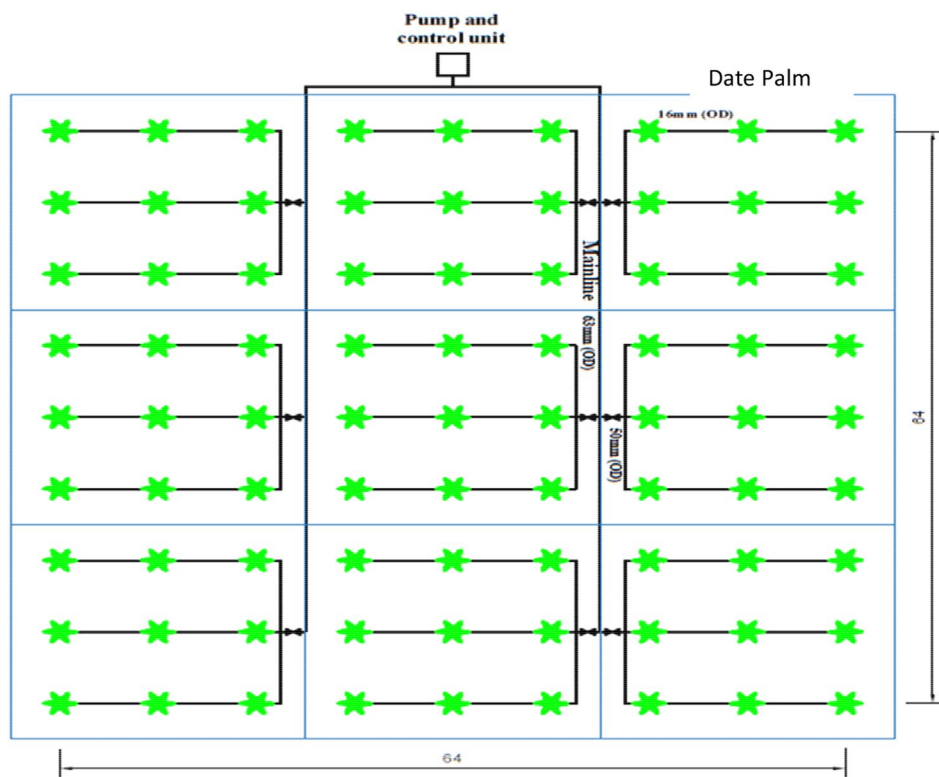 Pump and
control unit
Date Palm
16mm (OD)
Mainline
63mm (OD)
50mm (OD)
64
64